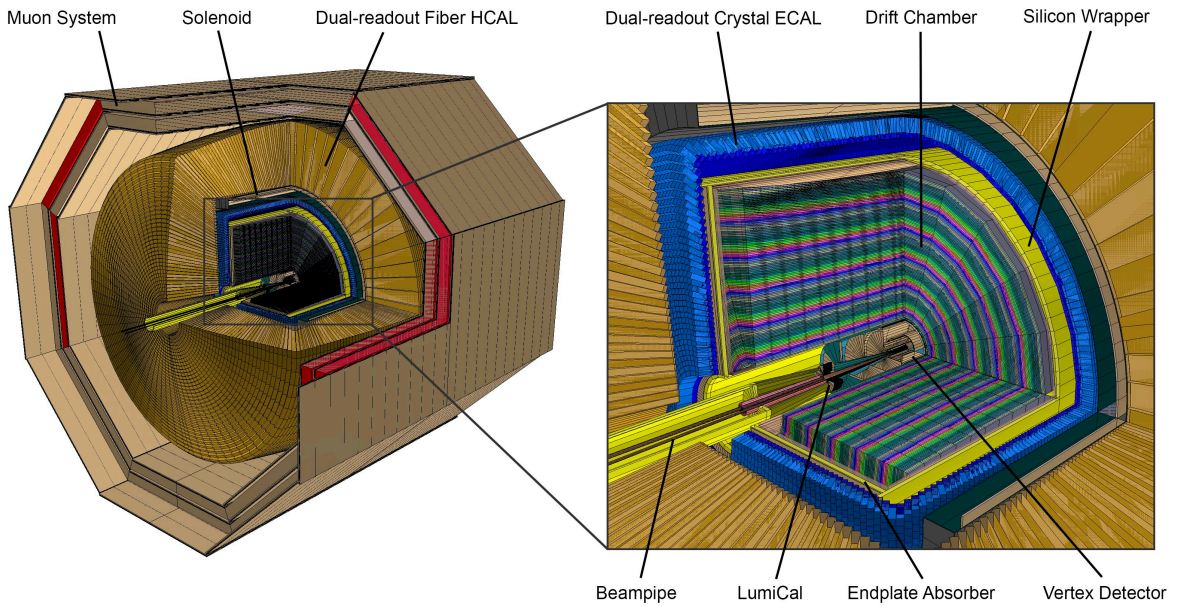 Muon System
Solenoid
Dual-readout Fiber HCAL
Dual-readout Crystal ECAL
Drift Chamber
Silicon Wrapper
Beampipe
LumiCal
Endplate Absorber
Vertex Detector